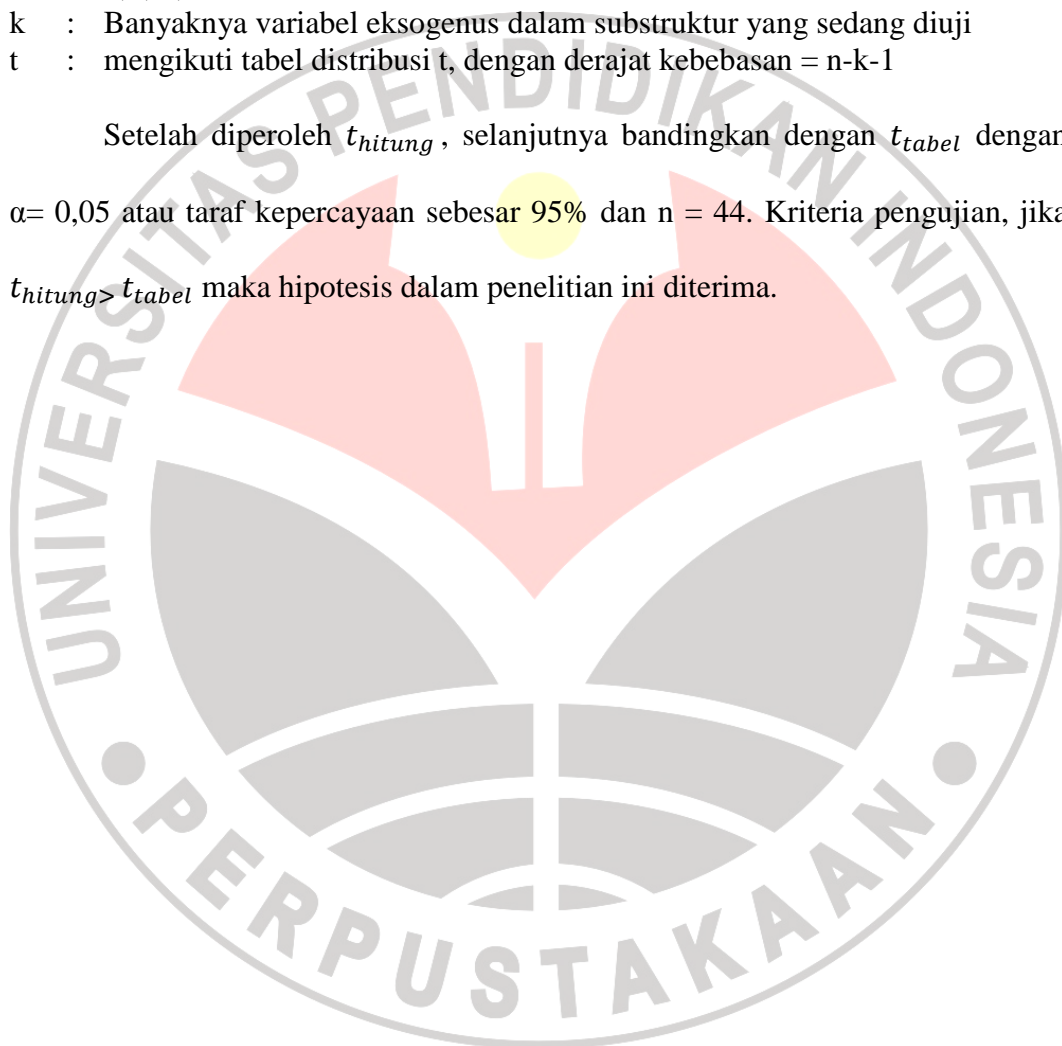 k : Banyaknya variabel eksogenus dalam substruktur yang sedang diuji
t : mengikuti tabel distribusi t, dengan derajat kebebasan = n-k-1
Setelah diperoleh t_hitung, selanjutnya bandingkan dengan t_tabel dengan
α= 0,05 atau taraf kepercayaan sebesar 95% dan n = 44. Kriteria pengujian, jika
t_hitung> t_tabel maka hipotesis dalam penelitian ini diterima.
UNIVERSITAS PENDIDIKAN INDONESIA
PERPUSTAKAAN